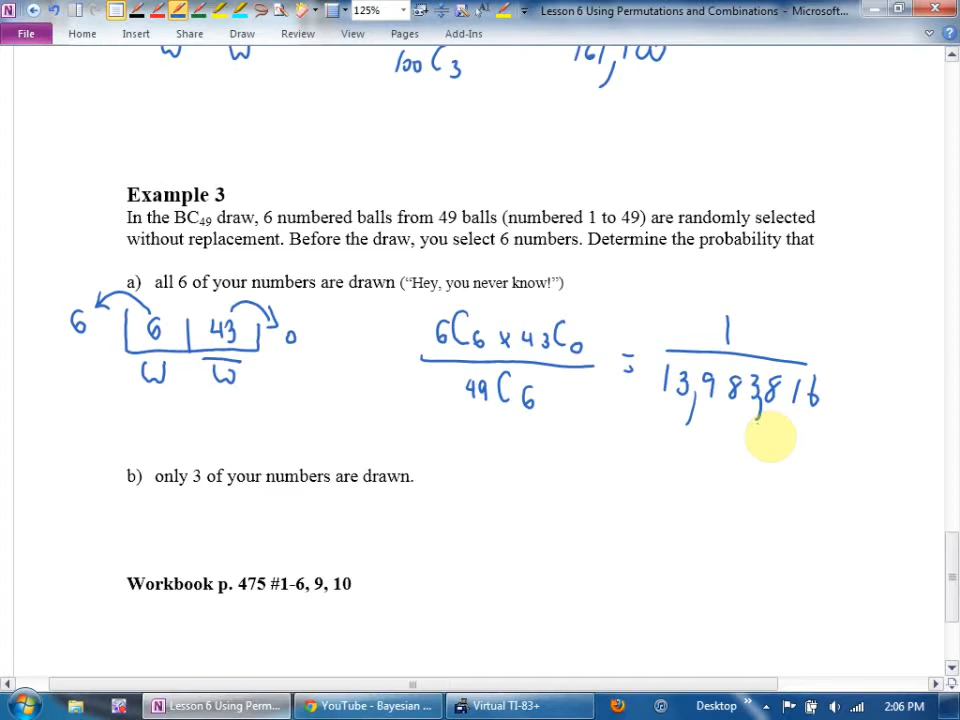 125%
Lesson 6 Using Permutations and Combinations - Microsoft...
File Home Insert Share Draw Review View Pages Add-Ins
W W 100C3 161,700
Example 3
In the BC49 draw, 6 numbered balls from 49 balls (numbered 1 to 49) are randomly selected
without replacement. Before the draw, you select 6 numbers. Determine the probability that
a) all 6 of your numbers are drawn ("Hey, you never know!")
6 6 43 0
W W
6C6 x 43C0 = 1
49C6 13,983,816
b) only 3 of your numbers are drawn.
Workbook p. 475 #1-6, 9, 10
Lesson 6 Using Perm... YouTube - Bayesian ... Virtual TI-83+ Desktop » 2:06 PM